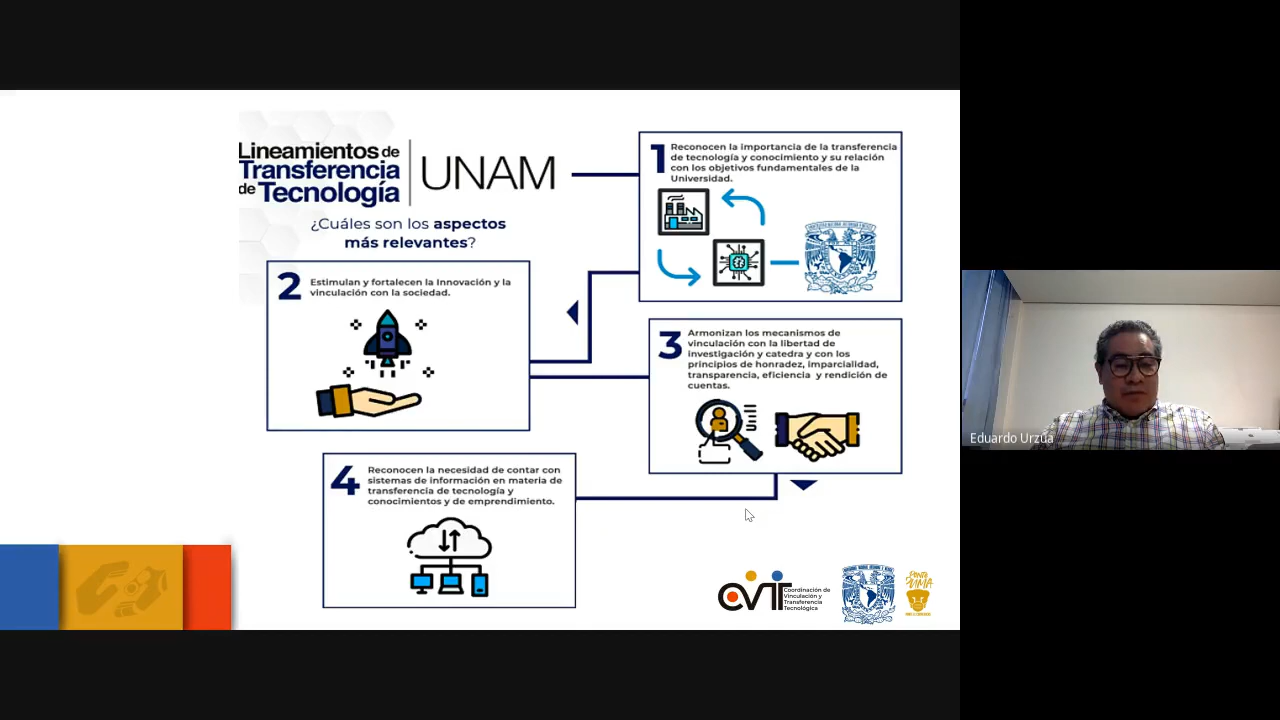 Lineamientos de
Transferencia
de Tecnología
UNAM
¿Cuáles son los aspectos
más relevantes?
1
Reconocen la importancia de la transferencia
de tecnología y conocimiento y su relación
con los objetivos fundamentales de la
Universidad.
2
Estimulan y fortalecen la Innovación y la
vinculación con la sociedad.
3
Armonizan los mecanismos de
vinculación con la libertad de
investigación y catedra y con los
principios de honradez, imparcialidad,
transparencia, eficiencia y rendición de
cuentas.
4
Reconocen la necesidad de contar con
sistemas de información en materia de
transferencia de tecnología y
conocimientos y de emprendimiento.
CVTT
Coordinación de
Vinculación y
Transferencia
Tecnológica
PONTE
PUMA
Eduardo Urzúa